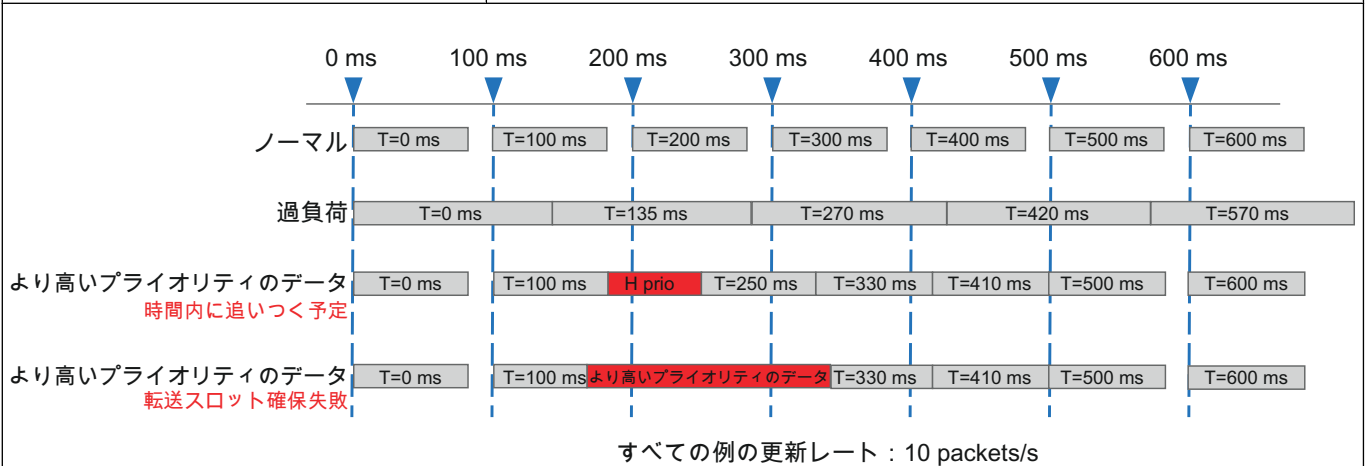 0 ms 100 ms 200 ms 300 ms 400 ms 500 ms 600 ms
ノーマル T=0 ms T=100 ms T=200 ms T=300 ms T=400 ms T=500 ms T=600 ms
過負荷 T=0 ms T=135 ms T=270 ms T=420 ms T=570 ms
より高いプライオリティのデータ T=0 ms T=100 ms H prio T=250 ms T=330 ms T=410 ms T=500 ms T=600 ms
時間内に追いつく予定
より高いプライオリティのデータ T=0 ms T=100 ms より高いプライオリティのデータ T=330 ms T=410 ms T=500 ms T=600 ms
転送スロット確保失敗
すべての例の更新レート：10 packets/s